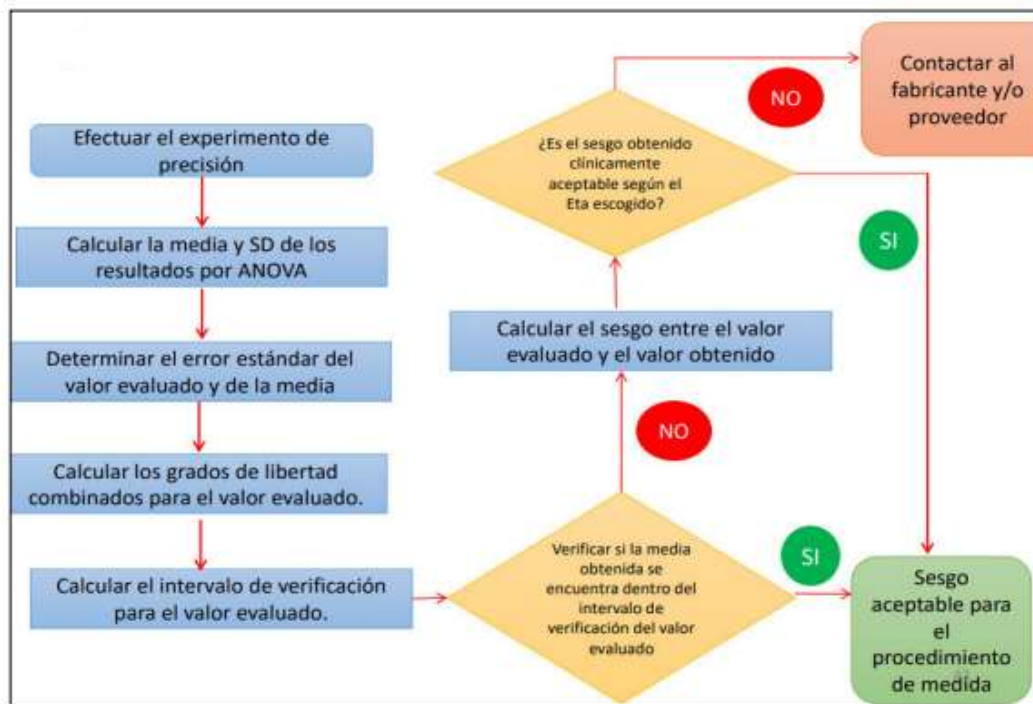 Efectuar el experimento de
precisión
Calcular la media y SD de los
resultados por ANOVA
Determinar el error estándar del
valor evaluado y de la media
Calcular los grados de libertad
combinados para el valor evaluado.
Calcular el intervalo de verificación
para el valor evaluado.
Verificar si la media
obtenida se
encuentra dentro del
intervalo de
verificación del valor
evaluado
SI
NO
Calcular el sesgo entre el valor
evaluado y el valor obtenido
¿Es el sesgo obtenido
clínicamente
aceptable según el
Eta escogido?
NO
SI
Contactar al
fabricante y/o
proveedor
Sesgo
aceptable para
el
procedimiento
de medida